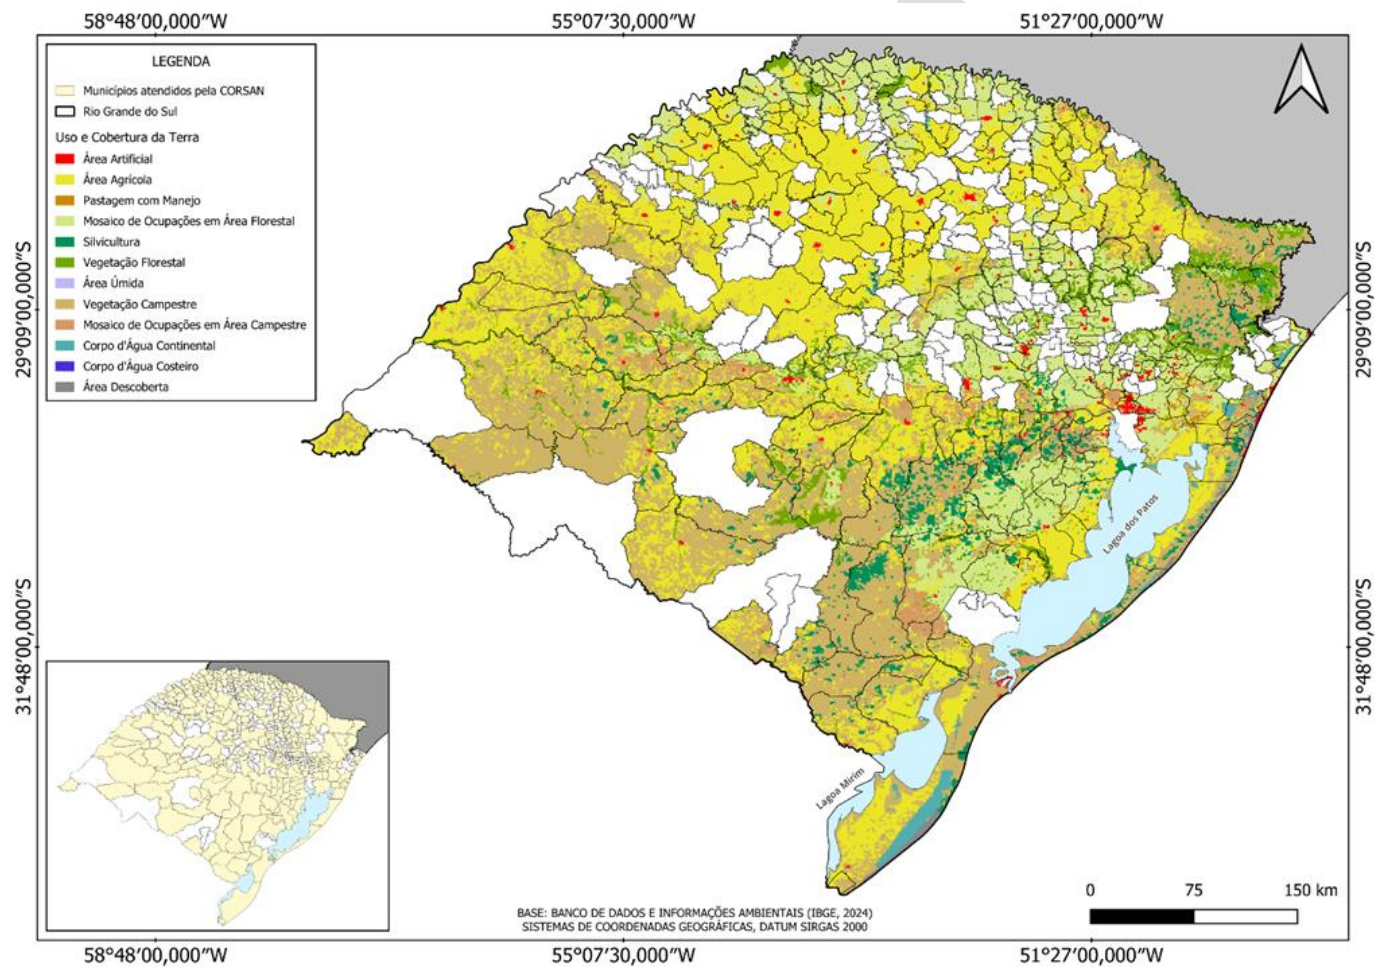 58°48'00,000"W
55°07'30,000"W
51°27'00,000"W
LEGENDA
Municípios atendidos pela CORSAN
Rio Grande do Sul
Uso e Cobertura da Terra
Área Artificial
Área Agrícola
Pastagem com Manejo
Mosaico de Ocupações em Área Florestal
Silvicultura
Vegetação Florestal
Área Úmida
Vegetação Campestre
Mosaico de Ocupações em Área Campestre
Corpo d'Água Continental
Corpo d'Água Costeiro
Área Descoberta
29°09'00,000"S
29°09'00,000"S
Lagoa dos Patos
31°48'00,000"S
31°48'00,000"S
Lagoa Mirim
0 75 150 km
BASE: BANCO DE DADOS E INFORMAÇÕES AMBIENTAIS (IBGE, 2024)
SISTEMAS DE COORDENADAS GEOGRÁFICAS, DATUM SIRGAS 2000
58°48'00,000"W
55°07'30,000"W
51°27'00,000"W